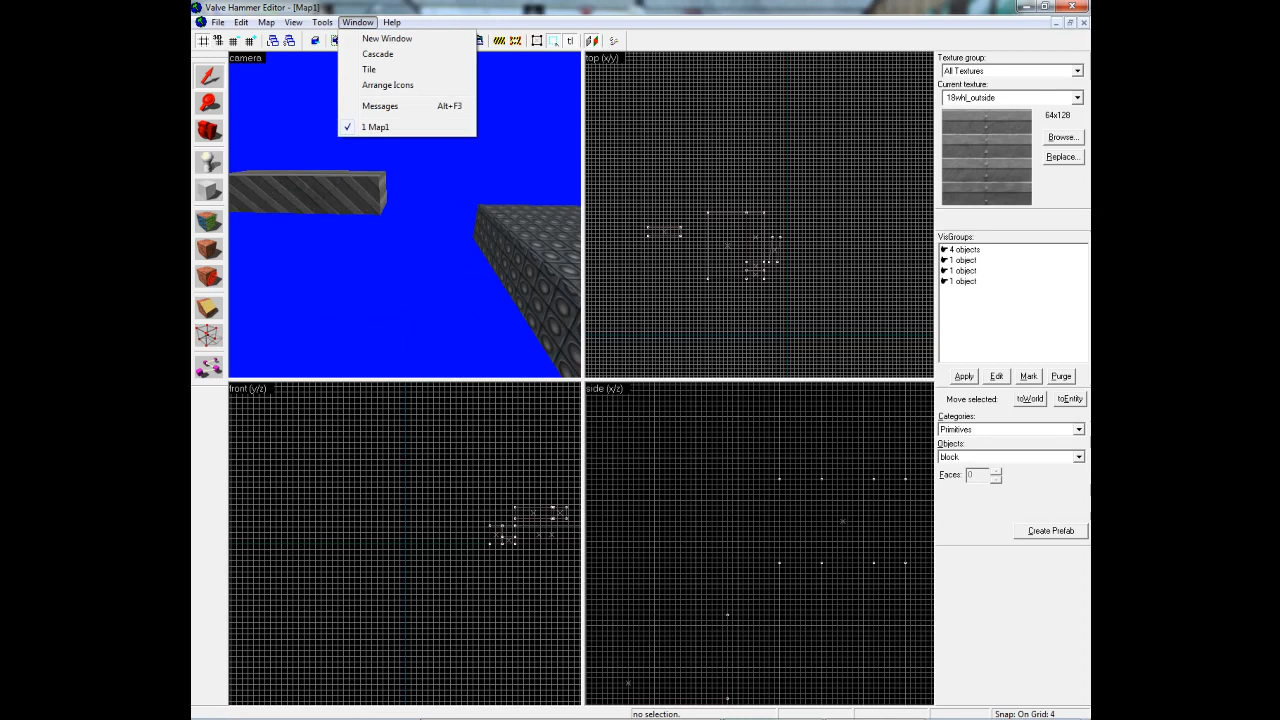 Valve Hammer Editor - [Map1]
File Edit Map View Tools Window Help
New Window
Cascade
Tile
Arrange Icons
Messages Alt+F3
1 Map1
3D
tl
camera
top (x/y)
front (y/z)
side (x/z)
Texture group:
All Textures
Current texture:
18whl_outside
64x128
Browse...
Replace...
VisGroups:
4 objects
1 object
1 object
1 object
Apply Edit Mark Purge
Move selected: toWorld toEntity
Categories:
Primitives
Objects:
block
Faces: 0
Create Prefab
no selection.
Snap: On Grid: 4